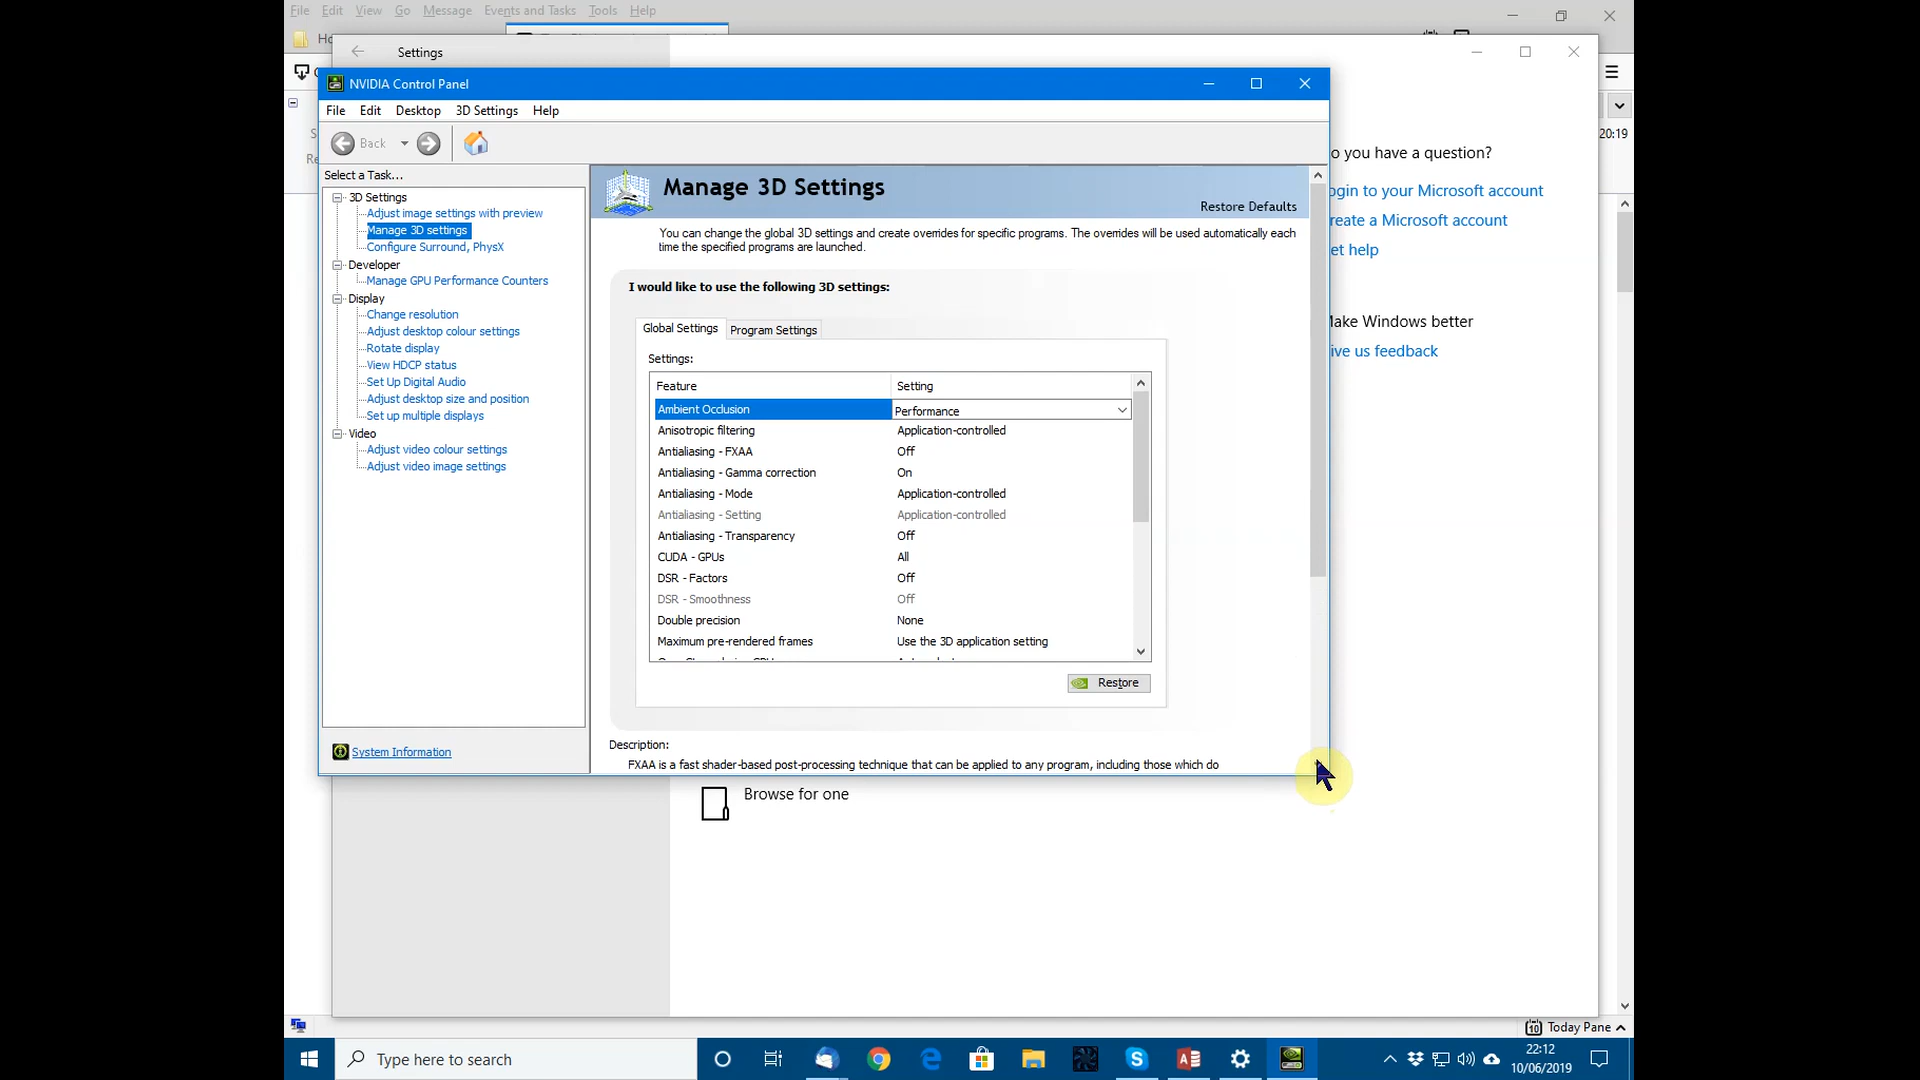 File Edit View Go Message Events and Tasks Tools Help
Settings
NVIDIA Control Panel
File Edit Desktop 3D Settings Help
20:19
Back
o you have a question?
Select a Task...
Manage 3D Settings
ogin to your Microsoft account
3D Settings
Restore Defaults
Adjust image settings with preview
reate a Microsoft account
Manage 3D settings
You can change the global 3D settings and create overrides for specific programs. The overrides will be used automatically each
Configure Surround, PhysX
time the specified programs are launched.
et help
Developer
Manage GPU Performance Counters
I would like to use the following 3D settings:
Display
Change resolution
Global Settings Program Settings
Make Windows better
Adjust desktop colour settings
Rotate display
Settings:
ive us feedback
View HDCP status
Set Up Digital Audio
Feature Setting
Adjust desktop size and position
Set up multiple displays
Ambient Occlusion Performance
Video
Anisotropic filtering Application-controlled
Adjust video colour settings
Antialiasing - FXAA Off
Adjust video image settings
Antialiasing - Gamma correction On
Antialiasing - Mode Application-controlled
Antialiasing - Setting Application-controlled
Antialiasing - Transparency Off
CUDA - GPUs All
DSR - Factors Off
DSR - Smoothness Off
Double precision None
Maximum pre-rendered frames Use the 3D application setting
Restore
System Information
Description:
FXAA is a fast shader-based post-processing technique that can be applied to any program, including those which do
Browse for one
Today Pane
Type here to search
22:12
10/06/2019